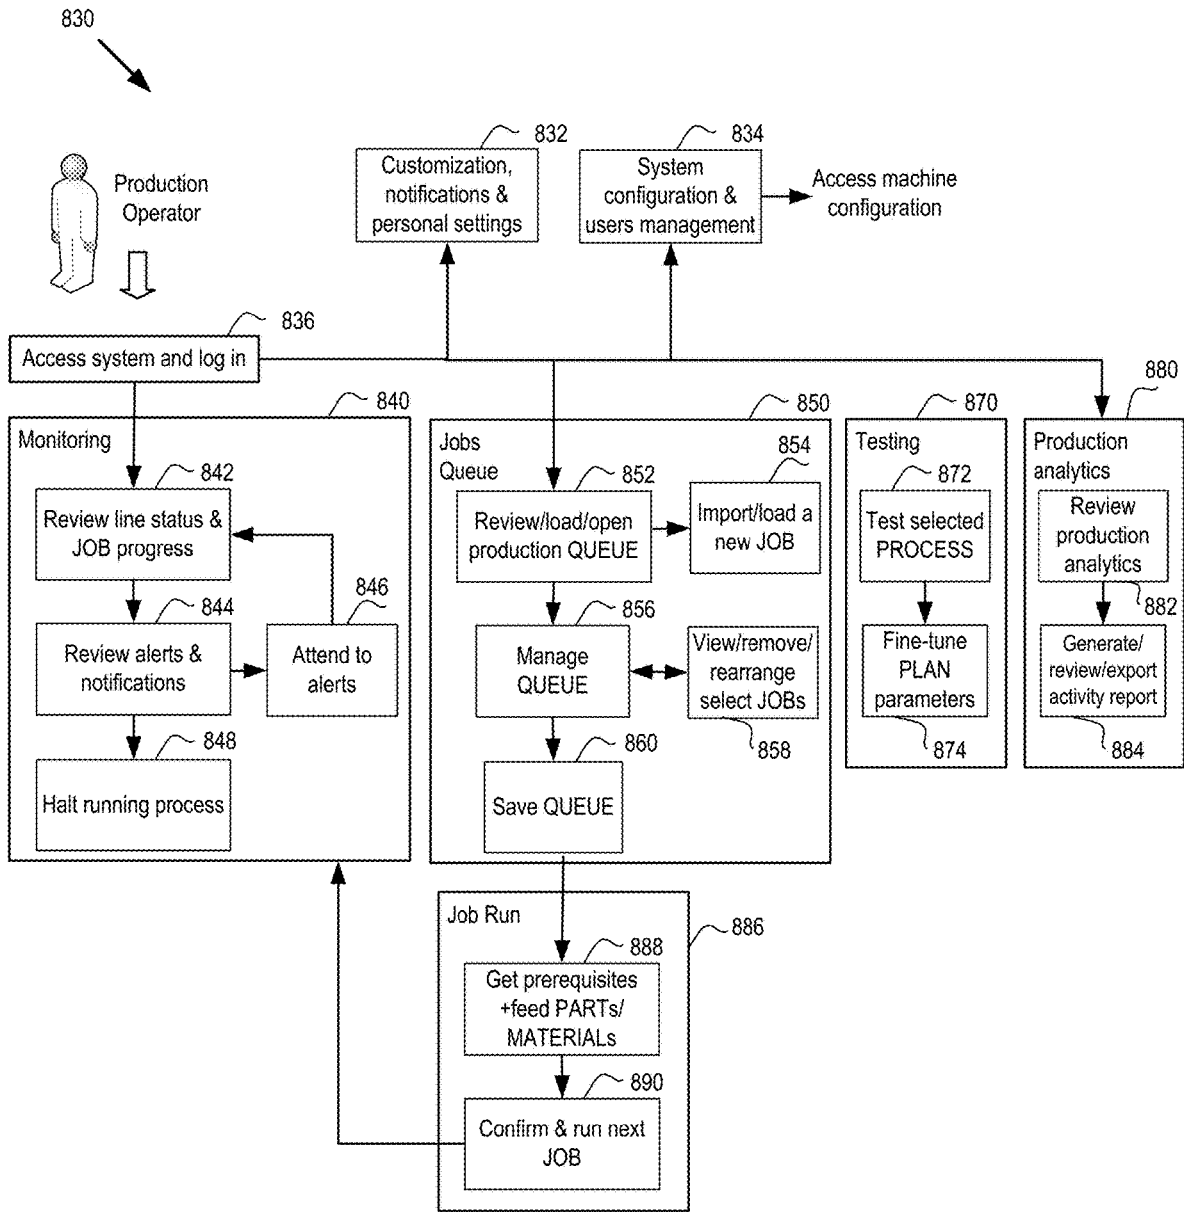 830
832
834
Customization,
notifications &
personal settings
System
configuration &
users management
Access machine
configuration
Production
Operator
836
Access system and log in
840
Monitoring
842
Review line status &
JOB progress
844
Review alerts &
notifications
846
Attend to
alerts
848
Halt running process
850
Jobs
Queue
852
Review/load/open
production QUEUE
854
Import/load a
new JOB
856
Manage
QUEUE
View/remove/
rearrange
select JOBs
858
860
Save QUEUE
870
Testing
872
Test selected
PROCESS
Fine-tune
PLAN
parameters
874
880
Production
analytics
Review
production
analytics
882
Generate/
review/export
activity report
884
Job Run
886
888
Get prerequisites
+feed PARTs/
MATERIALs
890
Confirm & run next
JOB